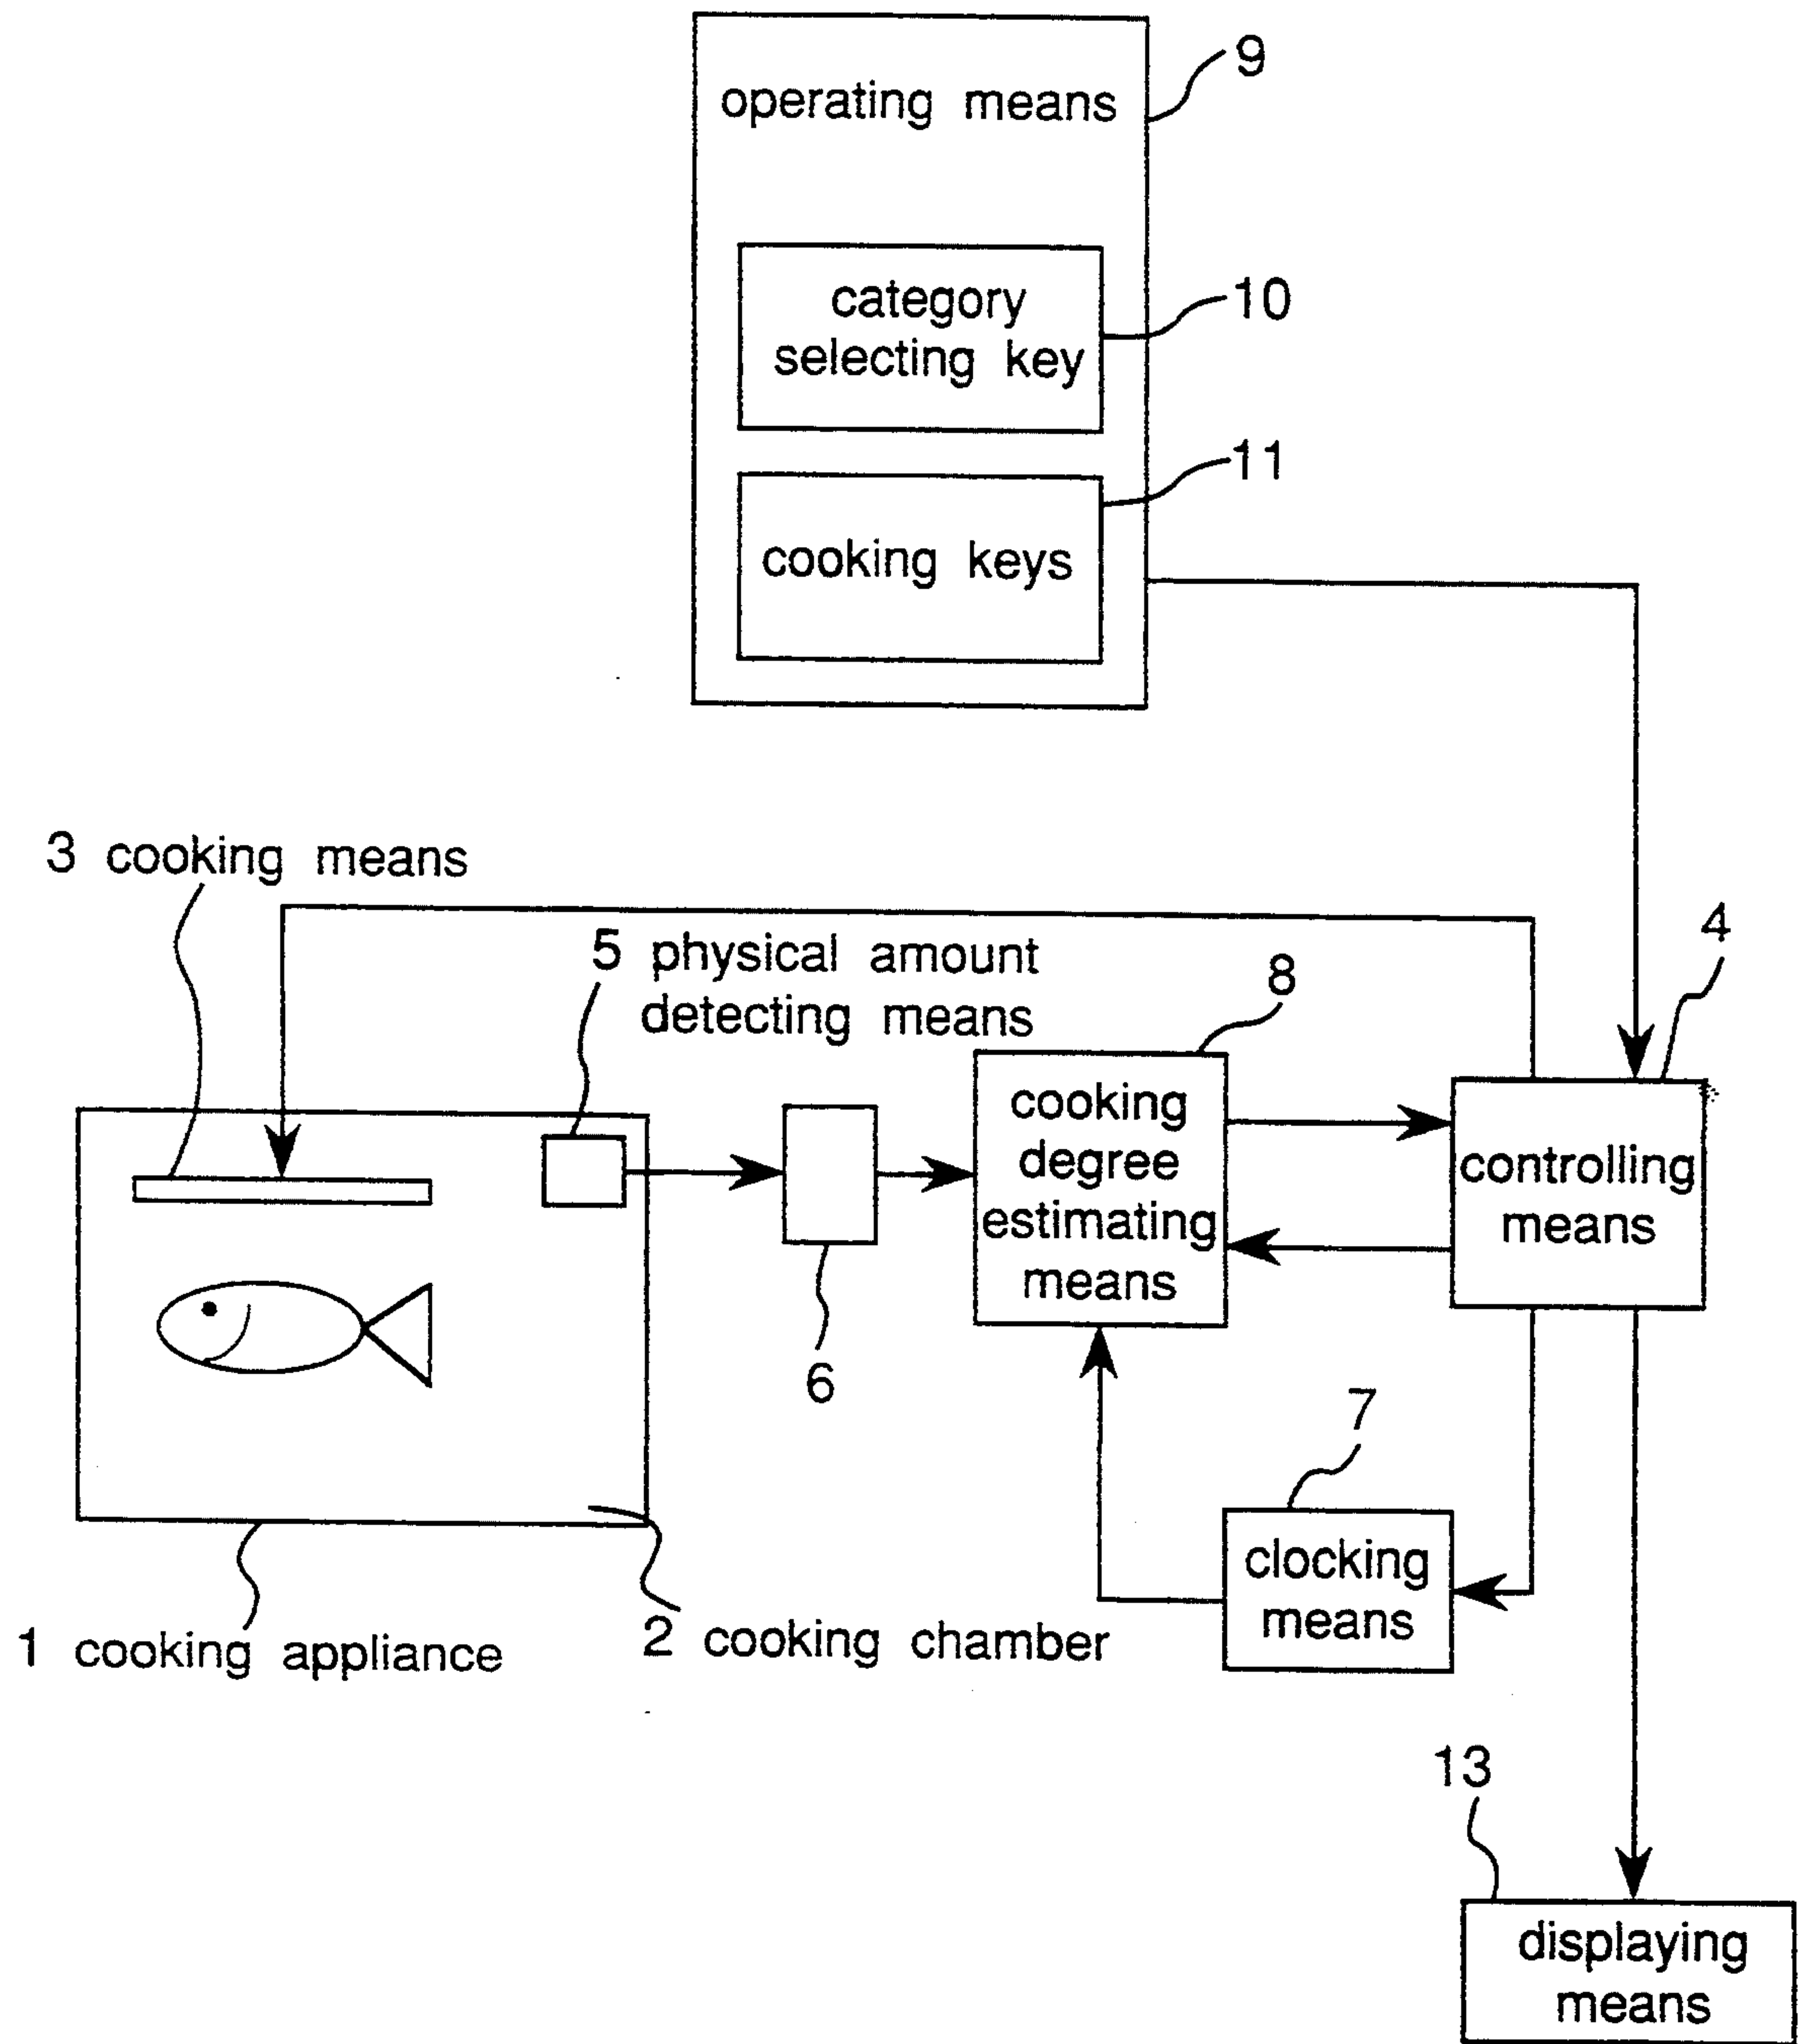 9
operating means
category
selecting key
10
11
cooking keys
3 cooking means
5 physical amount
detecting means
8
4
cooking
degree
estimating
means
controlling
means
6
7
clocking
means
1 cooking appliance
2 cooking chamber
13
displaying
means